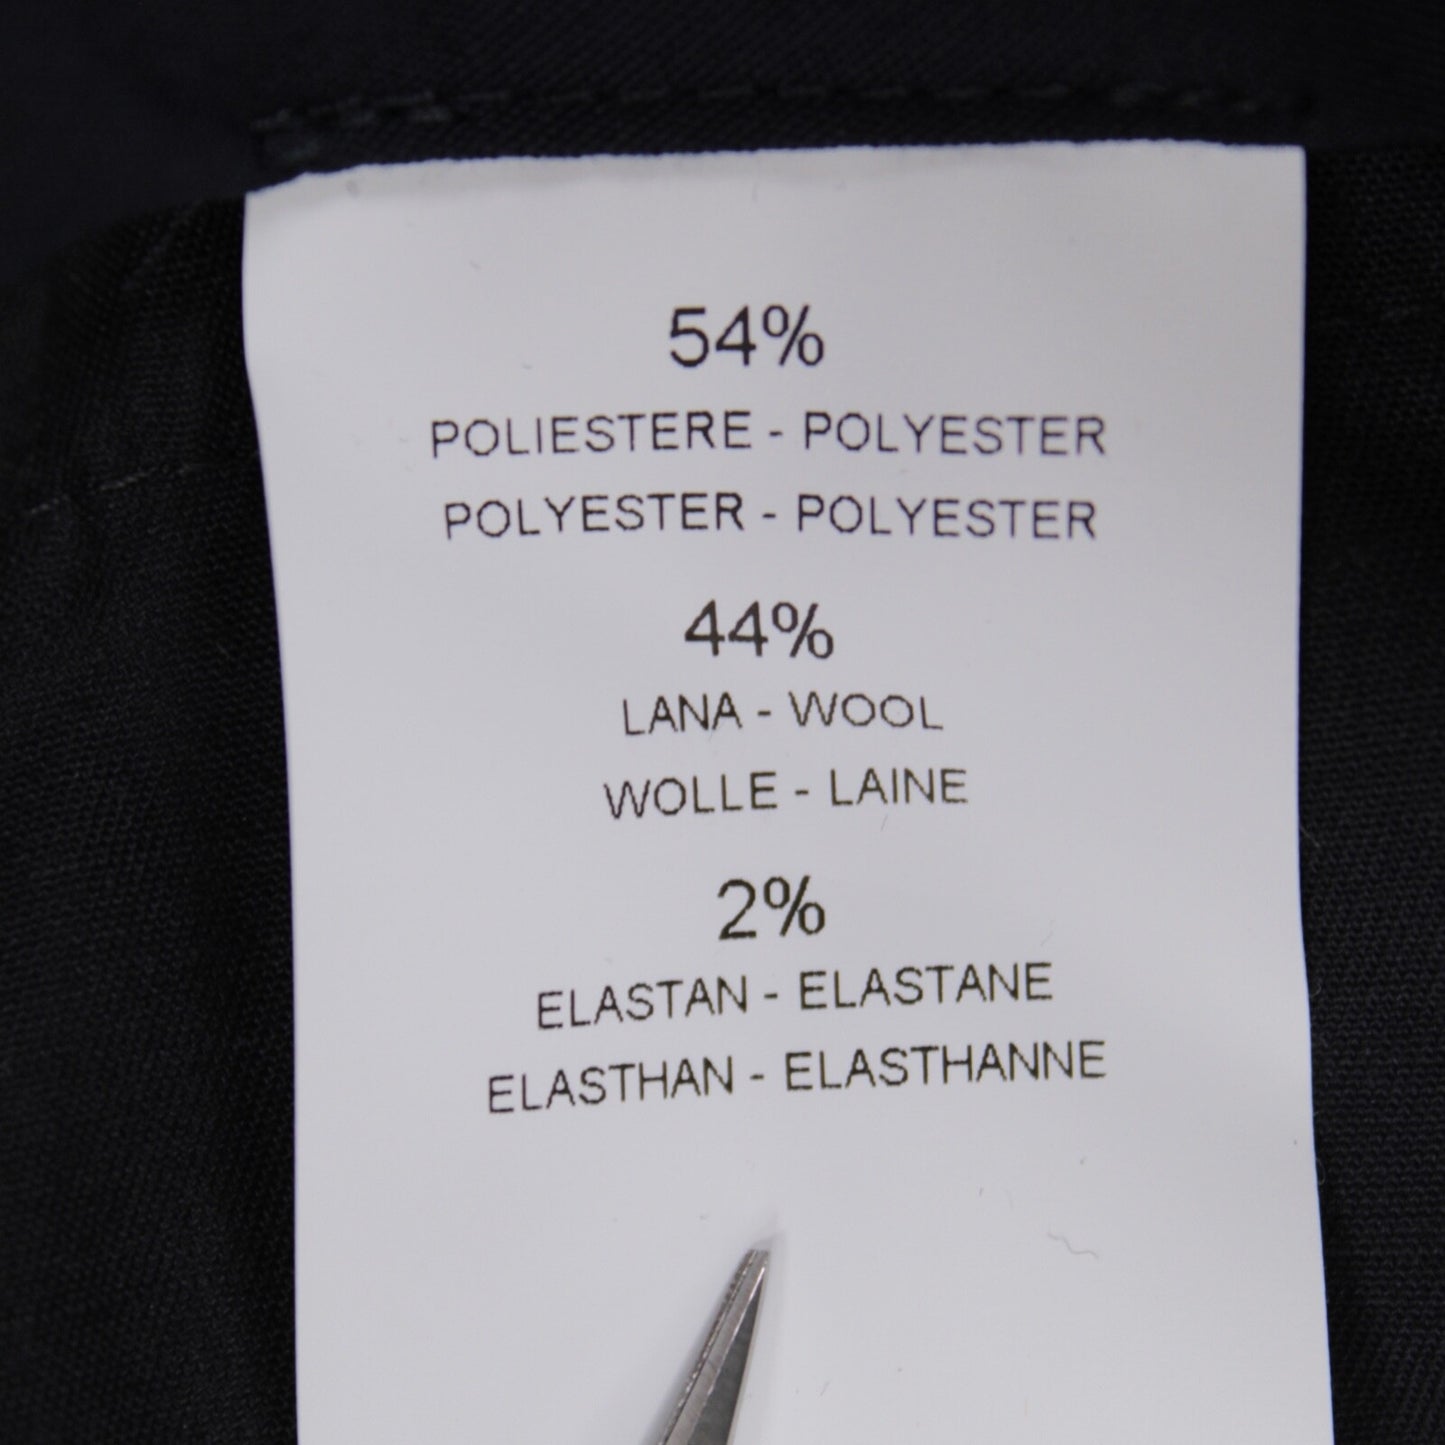 54%
POLIESTERE - POLYESTER
POLYESTER - POLYESTER
44%
LANA - WOOL
WOLLE - LAINE
2%
ELASTAN - ELASTANE
ELASTHAN - ELASTHANNE